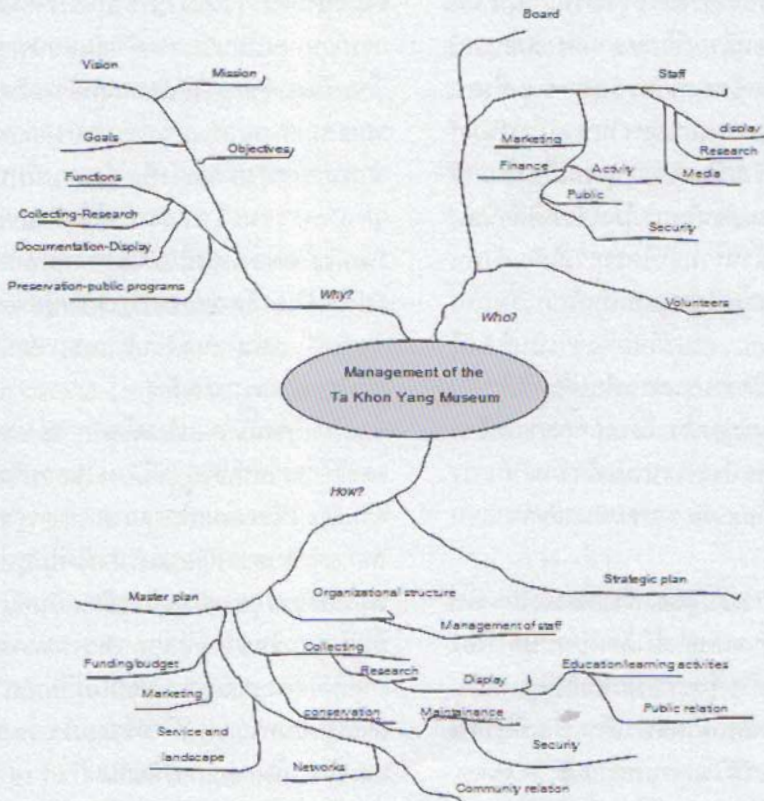 Board
Vision
Mission
Staff
Goals
Objectives
Marketing
display
Research
Functions
Finance
Activity
Media
Public
Collecting-Research
Security
Documentation-Display
Preservation-public programs
Why?
Who?
Volunteers
Management of the
Ta Khon Yang Museum
How?
Strategic plan
Master plan
Organizational structure
Management of staff
Collecting
Funding/budget
Research
Display
Education/learning activities
Marketing
conservation
Maintinance
Public relation
Service and
landscape
Security
Networks
Community relation